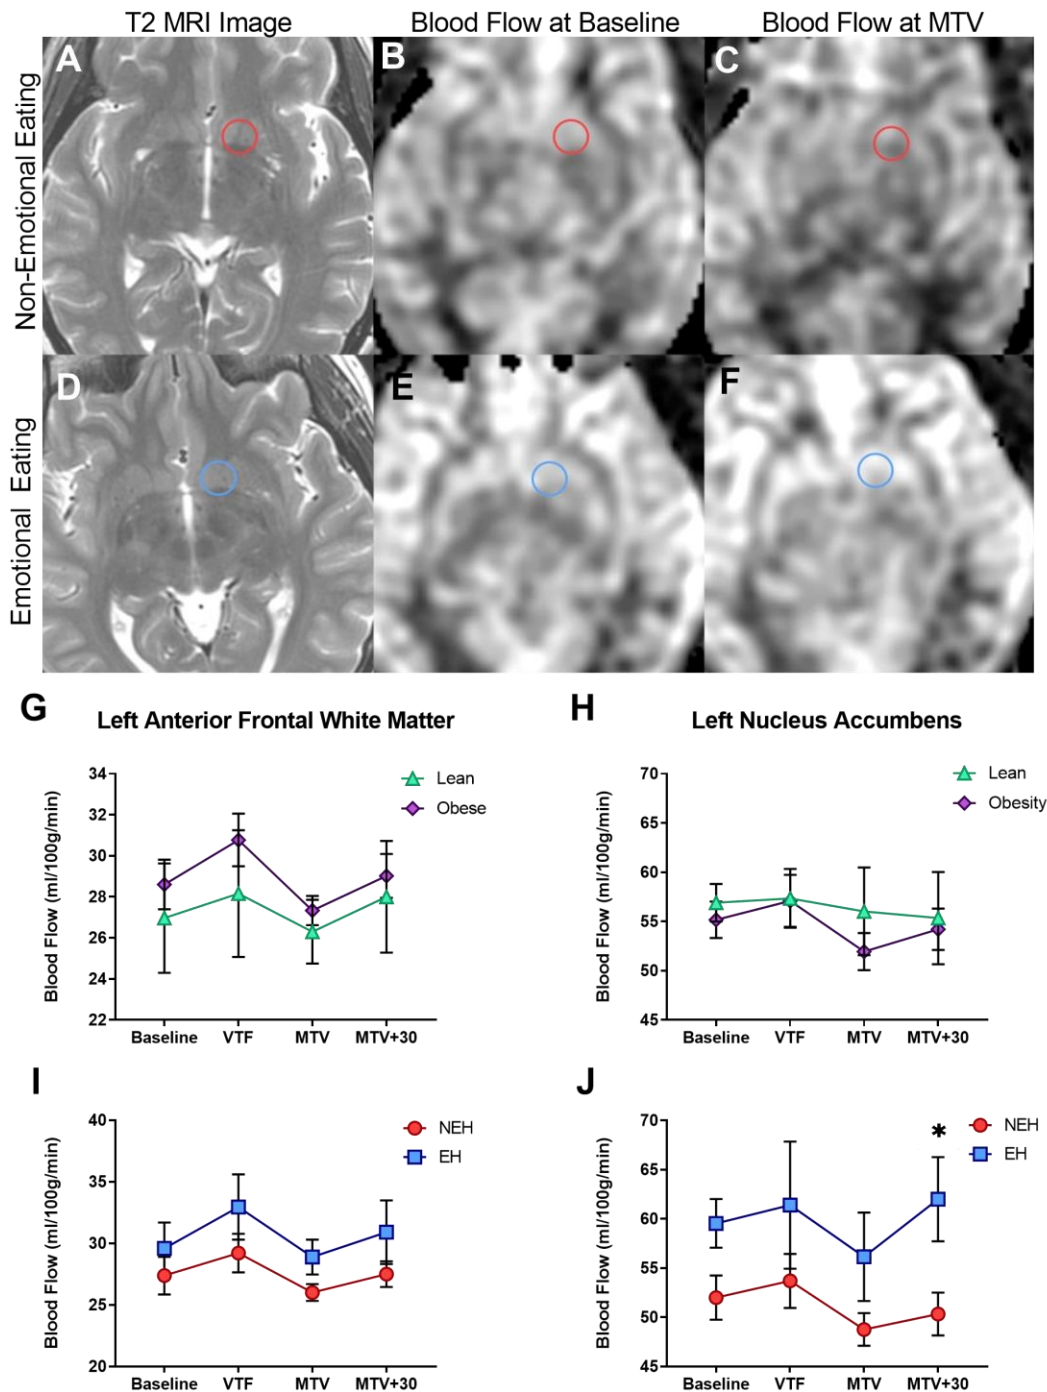 T2 MRI Image
Blood Flow at Baseline
Blood Flow at MTV
Non-Emotional Eating
A
B
C
Emotional Eating
D
E
F
G
Left Anterior Frontal White Matter
Lean
Obese
Blood Flow (ml/100g/min)
34
32
30
28
26
24
22
Baseline VTF MTV MTV+30
H
Left Nucleus Accumbens
Lean
Obesity
Blood Flow (ml/100g/min)
70
65
60
55
50
45
Baseline VTF MTV MTV+30
I
NEH
EH
Blood Flow (ml/100g/min)
40
35
30
25
20
Baseline VTF MTV MTV+30
J
NEH
EH
*
Blood Flow (ml/100g/min)
70
65
60
55
50
45
Baseline VTF MTV MTV+30